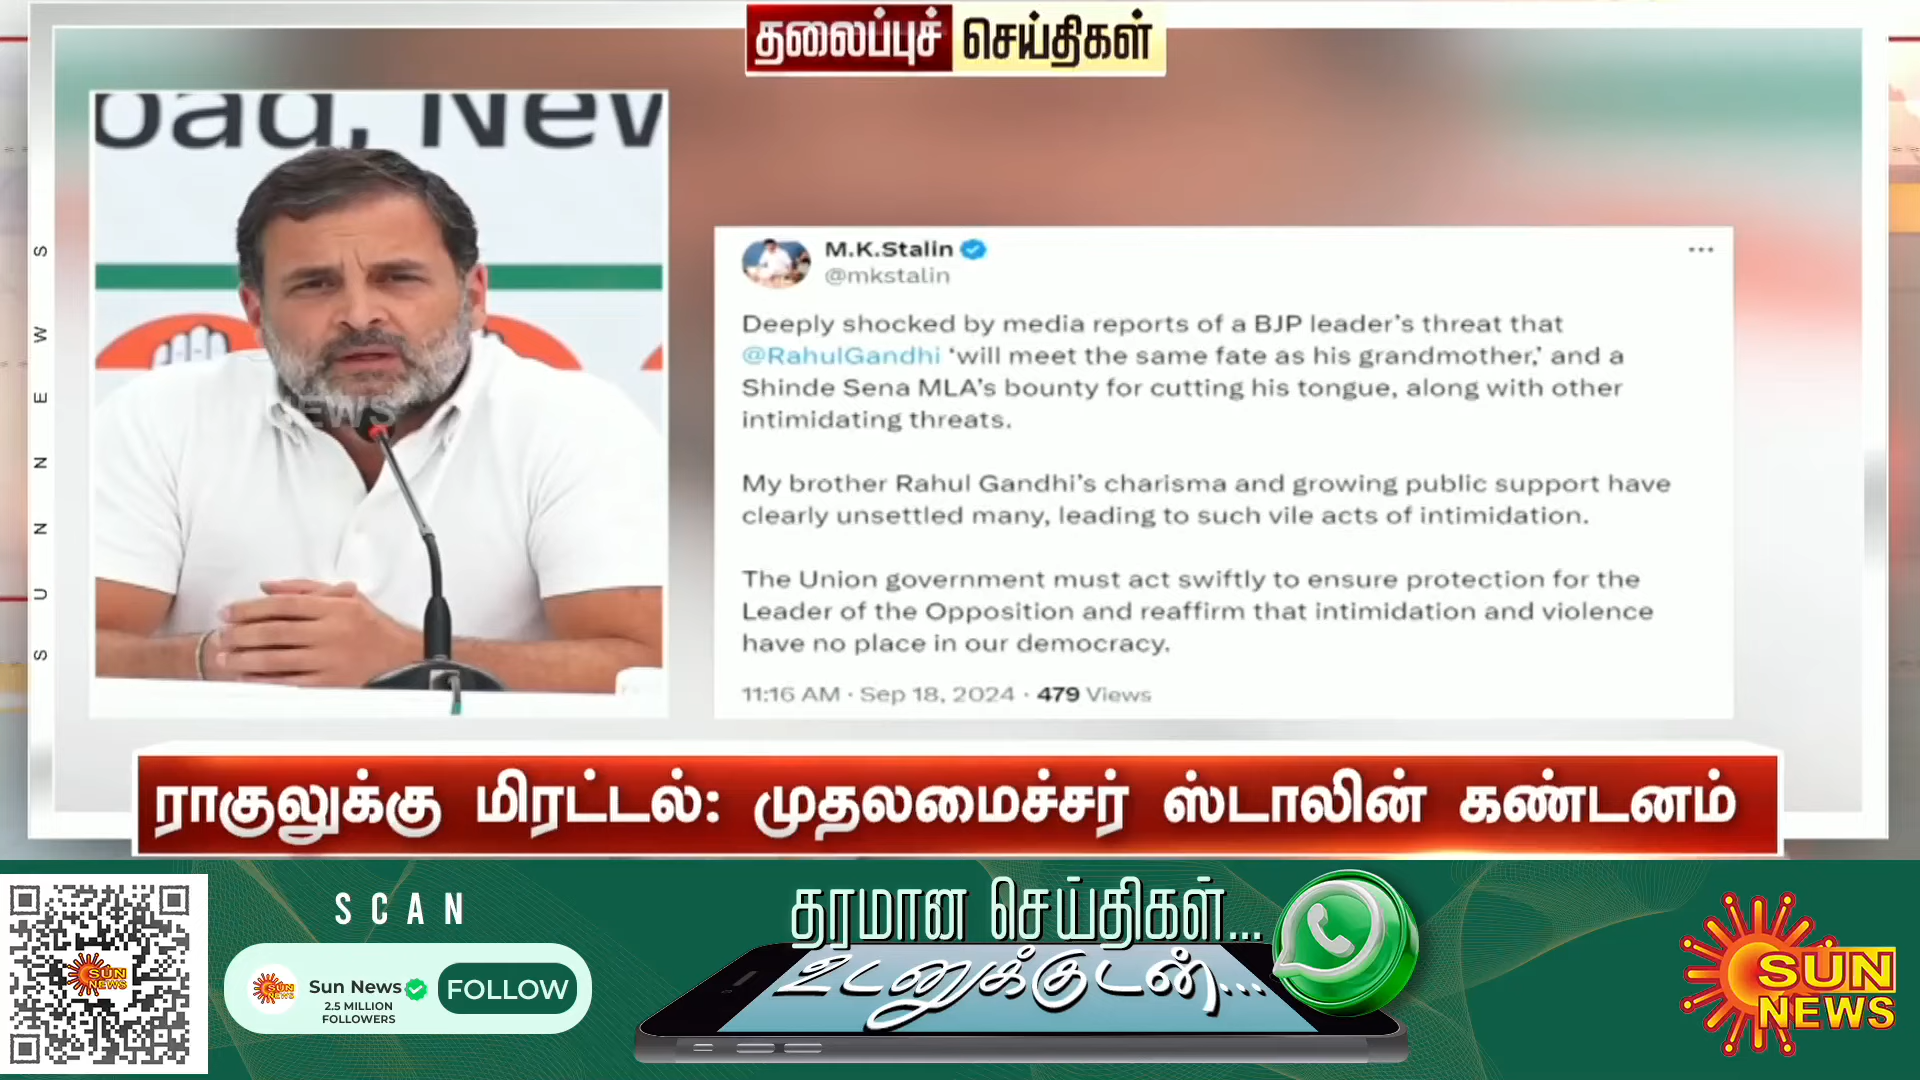 தலைப்புச் செய்திகள்
SUN NEWS
M.K.Stalin
@mkstalin
Deeply shocked by media reports of a BJP leader's threat that
@RahulGandhi 'will meet the same fate as his grandmother,' and a
Shinde Sena MLA's bounty for cutting his tongue, along with other
intimidating threats.
My brother Rahul Gandhi's charisma and growing public support have
clearly unsettled many, leading to such vile acts of intimidation.
The Union government must act swiftly to ensure protection for the
Leader of the Opposition and reaffirm that intimidation and violence
have no place in our democracy.
11:16 AM · Sep 18, 2024 · 479 Views
ராகுலுக்கு மிரட்டல்: முதலமைச்சர் ஸ்டாலின் கண்டனம்
SCAN
SUN
NEWS
SUN
NEWS
Sun News
2.5 MILLION
FOLLOWERS
FOLLOW
தரமான செய்திகள்...
உடனுக்குடன்...
SUN
NEWS